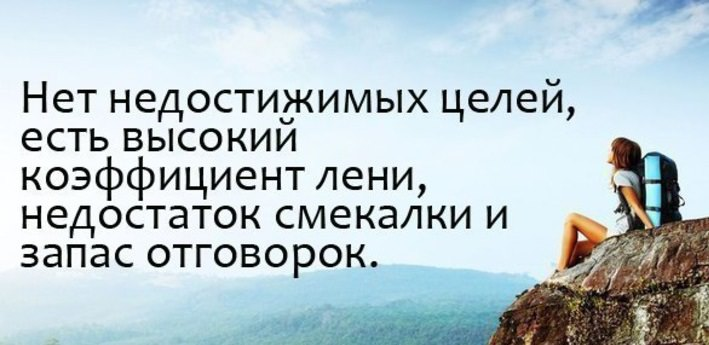 Нет недостижимых целей,
есть высокий
коэффициент лени,
недостаток смекалки и
запас отговорок.